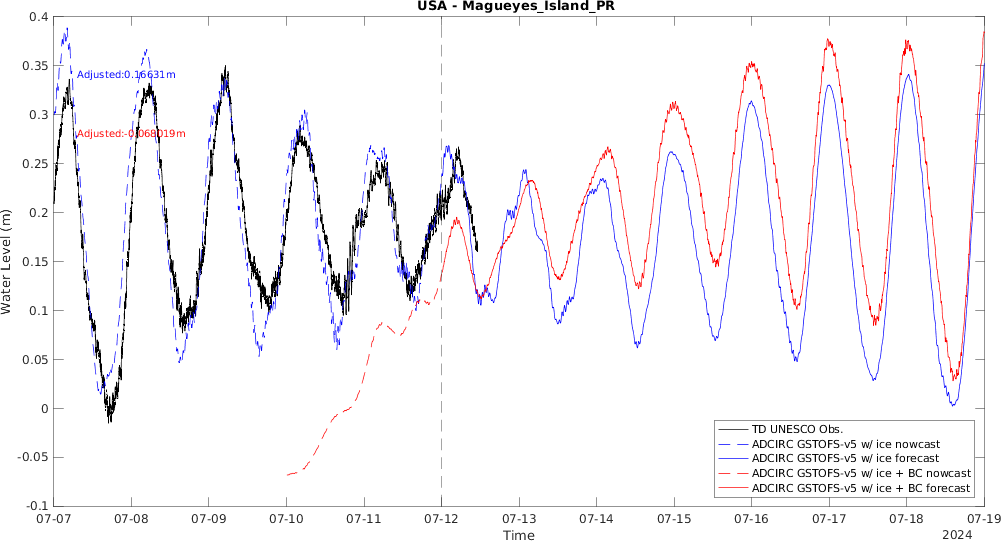 USA - Magueyes_Island_PR
0.4
0.35
0.3
0.25
0.2
0.15
0.1
0.05
0
-0.05
-0.1
Water Level (m)
Adjusted:0.16631m
Adjusted:-0.068019m
TD UNESCO Obs.
ADCIRC GSTOFS-v5 w/ ice nowcast
ADCIRC GSTOFS-v5 w/ ice forecast
ADCIRC GSTOFS-v5 w/ ice + BC nowcast
ADCIRC GSTOFS-v5 w/ ice + BC forecast
07-07 07-08 07-09 07-10 07-11 07-12 07-13 07-14 07-15 07-16 07-17 07-18 07-19
Time
2024